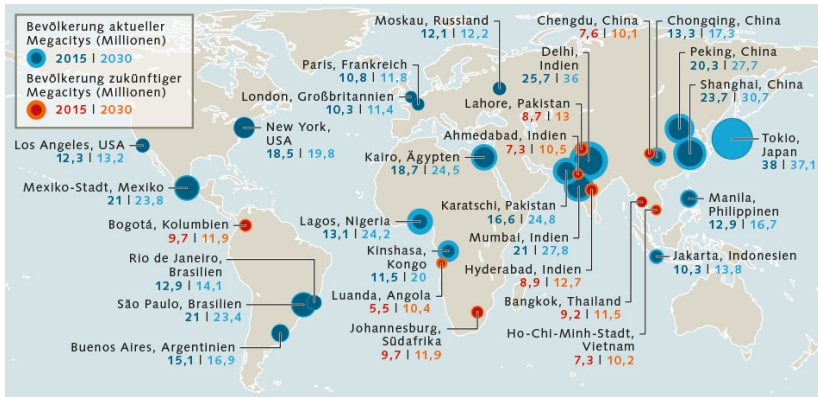 Bevölkerung aktueller
Megacitys (Millionen)
2015 | 2030
Bevölkerung zukünftiger
Megacitys (Millionen)
2015 | 2030
Moskau, Russland
12,1 | 12,2
Paris, Frankreich
10,8 | 11,8
London, Großbritannien
10,3 | 11,4
New York,
USA
18,5 | 19,8
Los Angeles, USA
12,3 | 13,2
Mexiko-Stadt, Mexiko
21 | 23,8
Bogotá, Kolumbien
9,7 | 11,9
Rio de Janeiro,
Brasilien
12,9 | 14,1
São Paulo, Brasilien
21 | 23,4
Buenos Aires, Argentinien
15,1 | 16,9
Kairo, Ägypten
18,7 | 24,5
Lagos, Nigeria
13,1 | 24,2
Kinshasa,
Kongo
11,5 | 20
Luanda, Angola
5,5 | 10,4
Johannesburg,
Südafrika
9,7 | 11,9
Chengdu, China
7,6 | 10,1
Chongqing, China
13,3 | 17,3
Delhi,
Indien
25,7 | 36
Peking, China
20,3 | 27,7
Lahore, Pakistan
8,7 | 13
Shanghai, China
23,7 | 30,7
Ahmedabad, Indien
7,3 | 10,5
Tokio,
Japan
38 | 37,1
Karatschi, Pakistan
16,6 | 24,8
Manila,
Philippinen
12,9 | 16,7
Mumbai, Indien
21 | 27,8
Hyderabad, Indien
8,9 | 12,7
Jakarta, Indonesien
10,3 | 13,8
Bangkok, Thailand
9,2 | 11,5
Ho-Chi-Minh-Stadt,
Vietnam
7,3 | 10,2